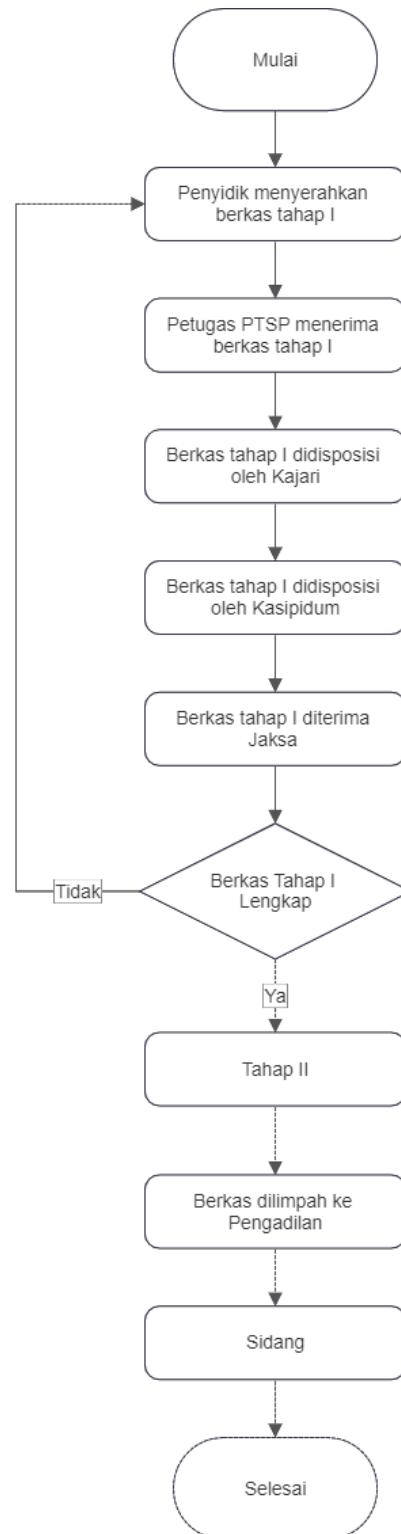 Mulai
Penyidik menyerahkan
berkas tahap I
Petugas PTSP menerima
berkas tahap I
Berkas tahap I didisposisi
oleh Kajari
Berkas tahap I didisposisi
oleh Kasipidum
Berkas tahap I diterima
Jaksa
Berkas Tahap I
Lengkap
Tidak
Ya
Tahap II
Berkas dilimpah ke
Pengadilan
Sidang
Selesai